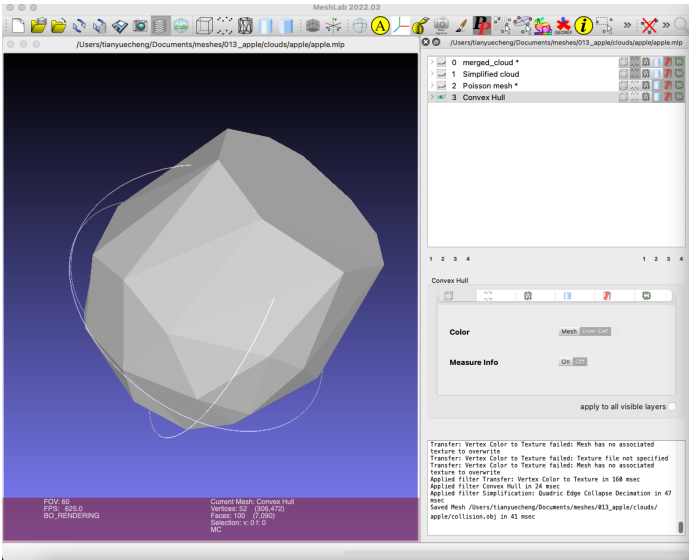 MeshLab 2022.02
/Users/tianyuecheng/Documents/meshes/013_apple/clouds/apple/apple.mlp
/Users/tianyuecheng/Documents/meshes/013_apple/clouds/apple/apple.mlp
0 merged_cloud *
1 Simplified cloud
2 Poisson mesh *
3 Convex Hull
1 2 3 4
1 2 3 4
Convex Hull
Color
Mesh User-Def
Measure Info
On Off
apply to all visible layers
Transfer: Vertex Color to Texture failed: Mesh has no associated
texture to overwrite
Transfer: Vertex Color to Texture failed: Texture file not specified
Transfer: Vertex Color to Texture failed: Mesh has no associated
texture to overwrite
Applied filter Transfer: Vertex Color to Texture in 160 msec
Applied filter Convex Hull in 24 msec
Applied filter Simplification: Quadric Edge Collapse Decimation in 47
msec
Saved Mesh /Users/tianyuecheng/Documents/meshes/013_apple/clouds/
apple/collision.obj in 41 msec
FOV: 60
FPS: 625.0
BO_RENDERING
Current Mesh: Convex Hull
Vertices: 52 (306,472)
Faces: 100 (7,090)
Selection: v: 0 f: 0
MC